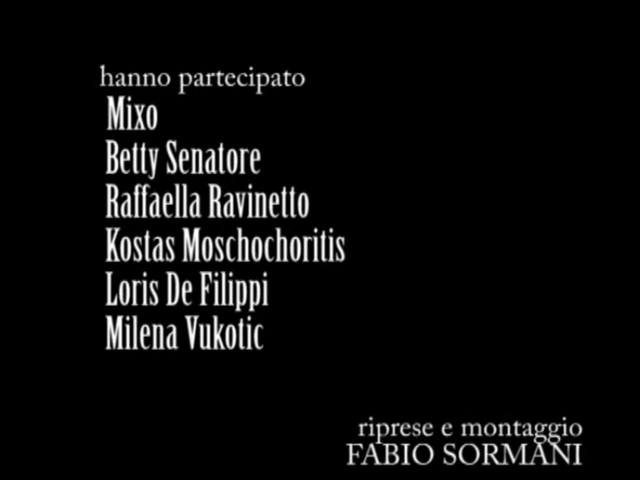 hanno partecipato
Mixo
Betty Senatore
Raffaella Ravinetto
Kostas Moschochoritis
Loris De Filippi
Milena Vukotic
riprese e montaggio
FABIO SORMANI